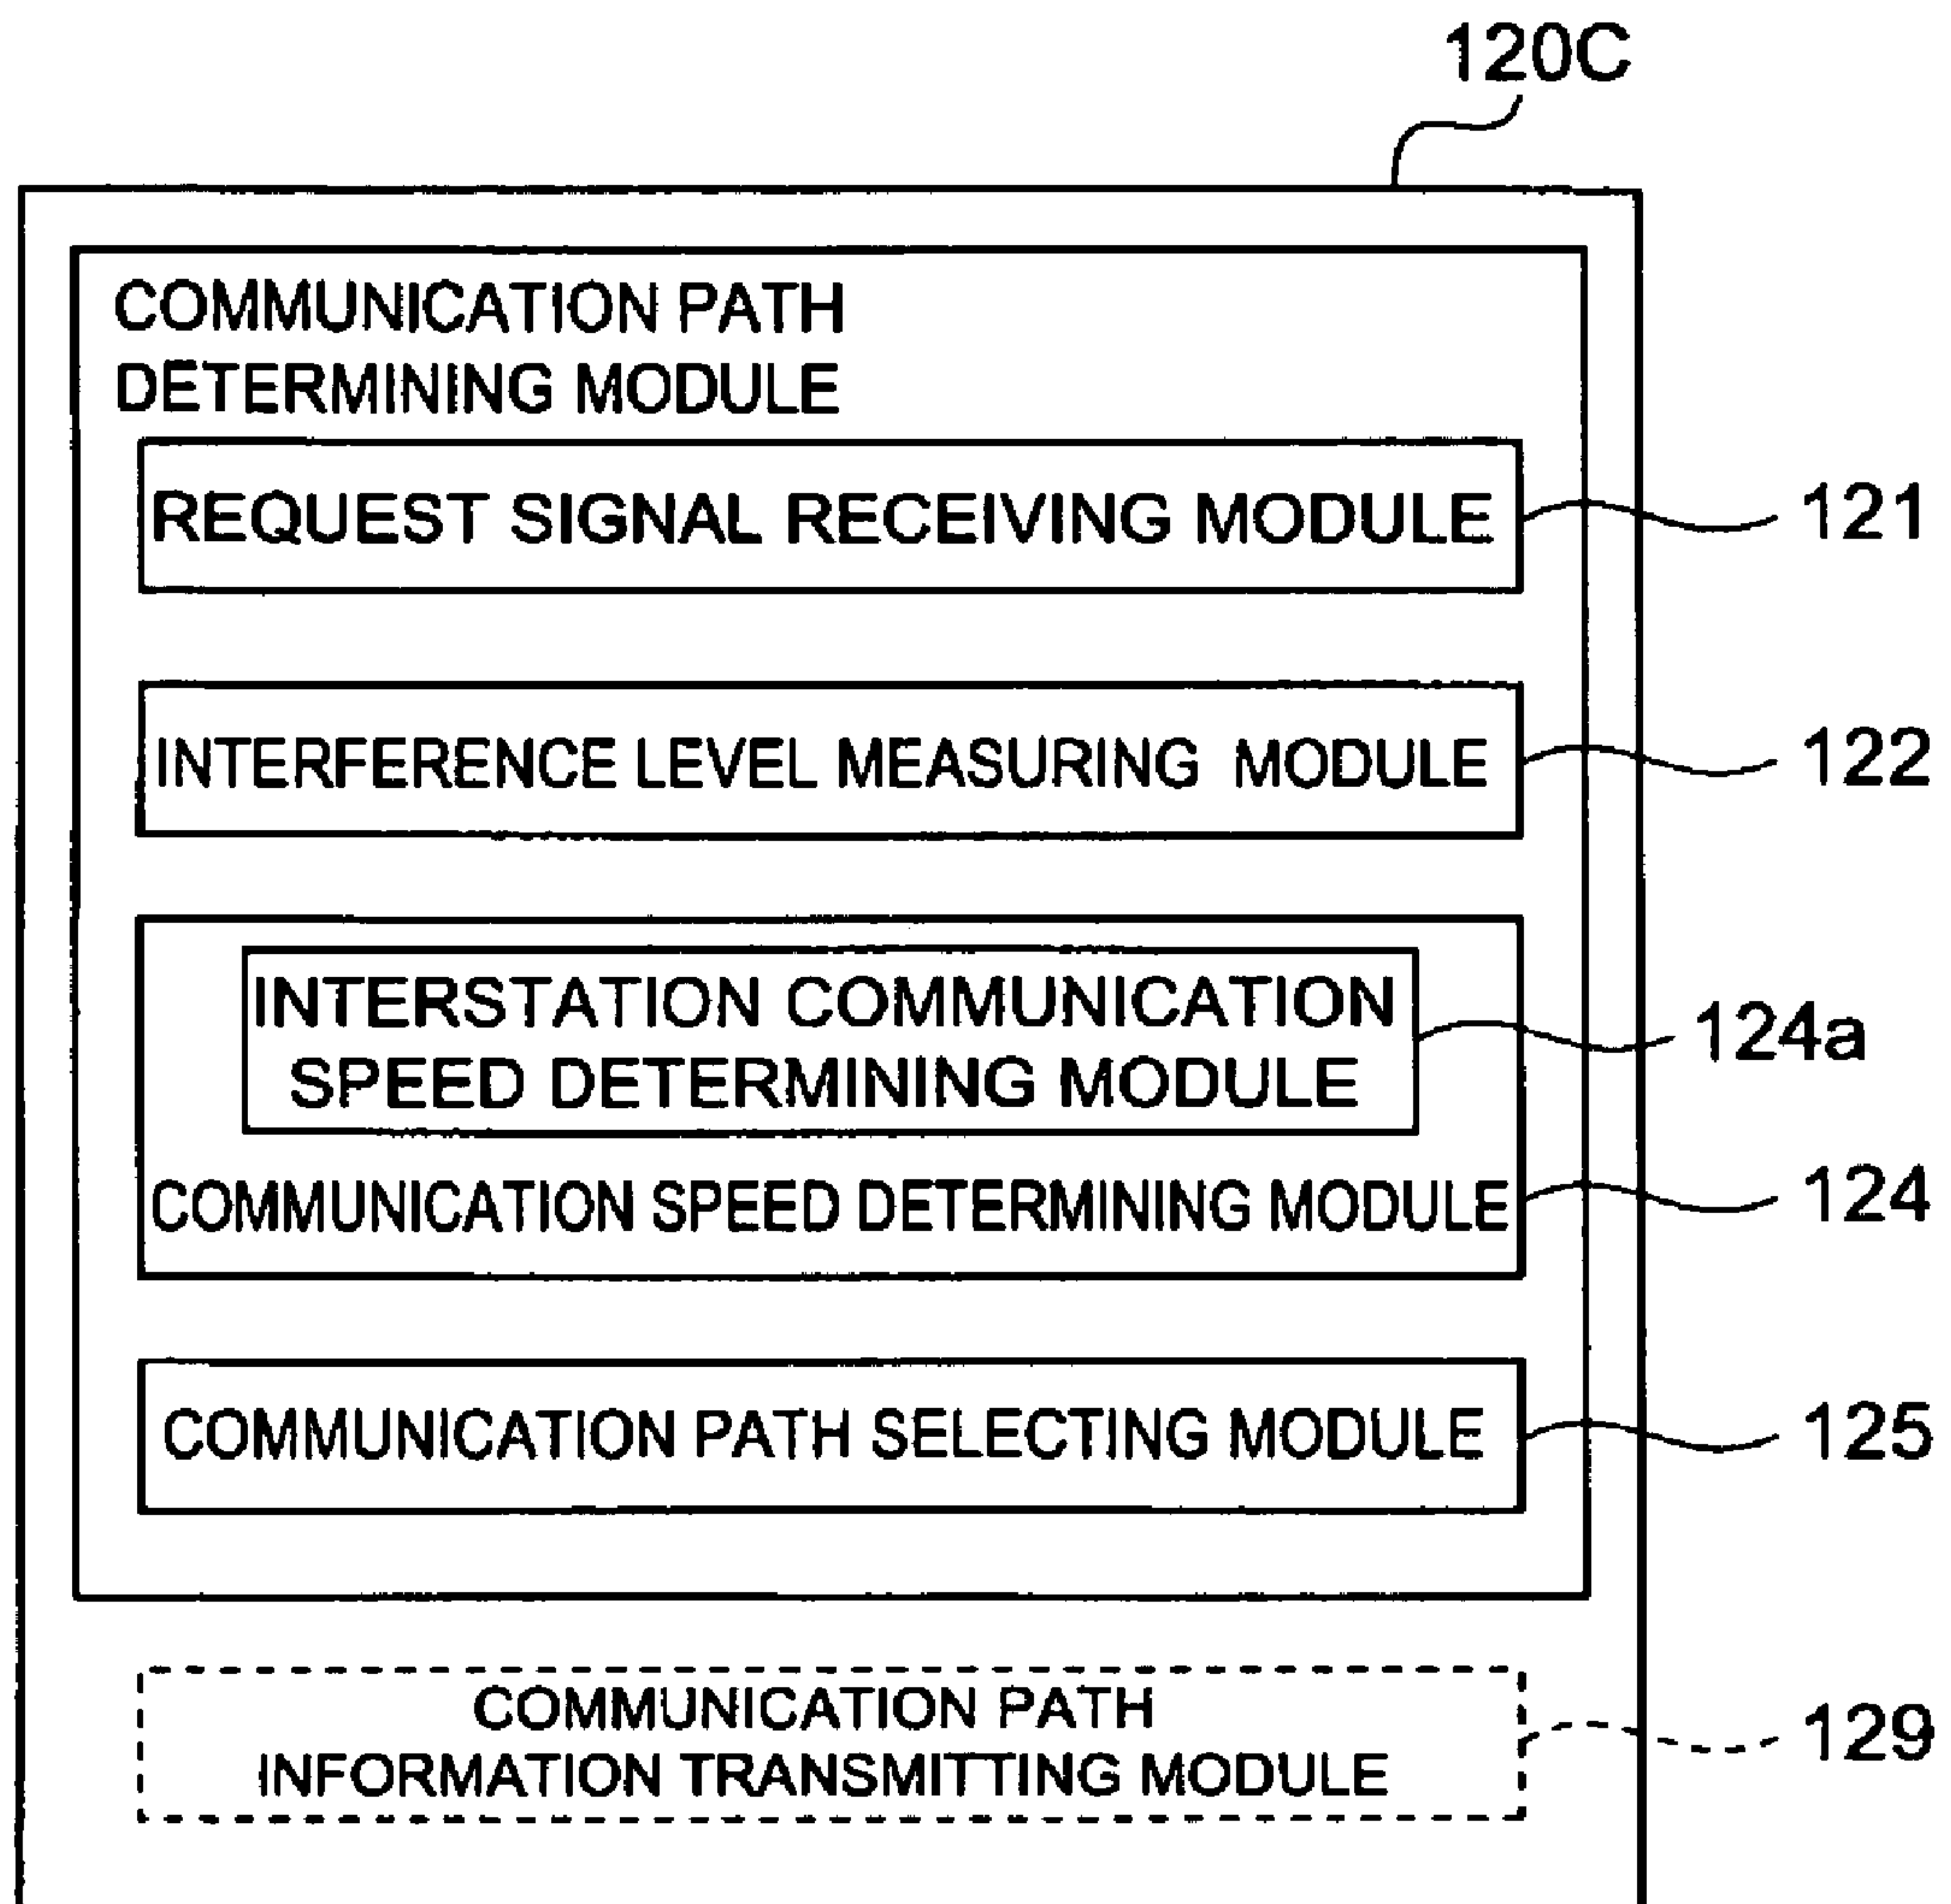 120C
COMMUNICATION PATH
DETERMINING MODULE
REQUEST SIGNAL RECEIVING MODULE
121
INTERFERENCE LEVEL MEASURING MODULE
122
INTERSTATION COMMUNICATION
SPEED DETERMINING MODULE
124a
COMMUNICATION SPEED DETERMINING MODULE
124
COMMUNICATION PATH SELECTING MODULE
125
COMMUNICATION PATH
INFORMATION TRANSMITTING MODULE
129